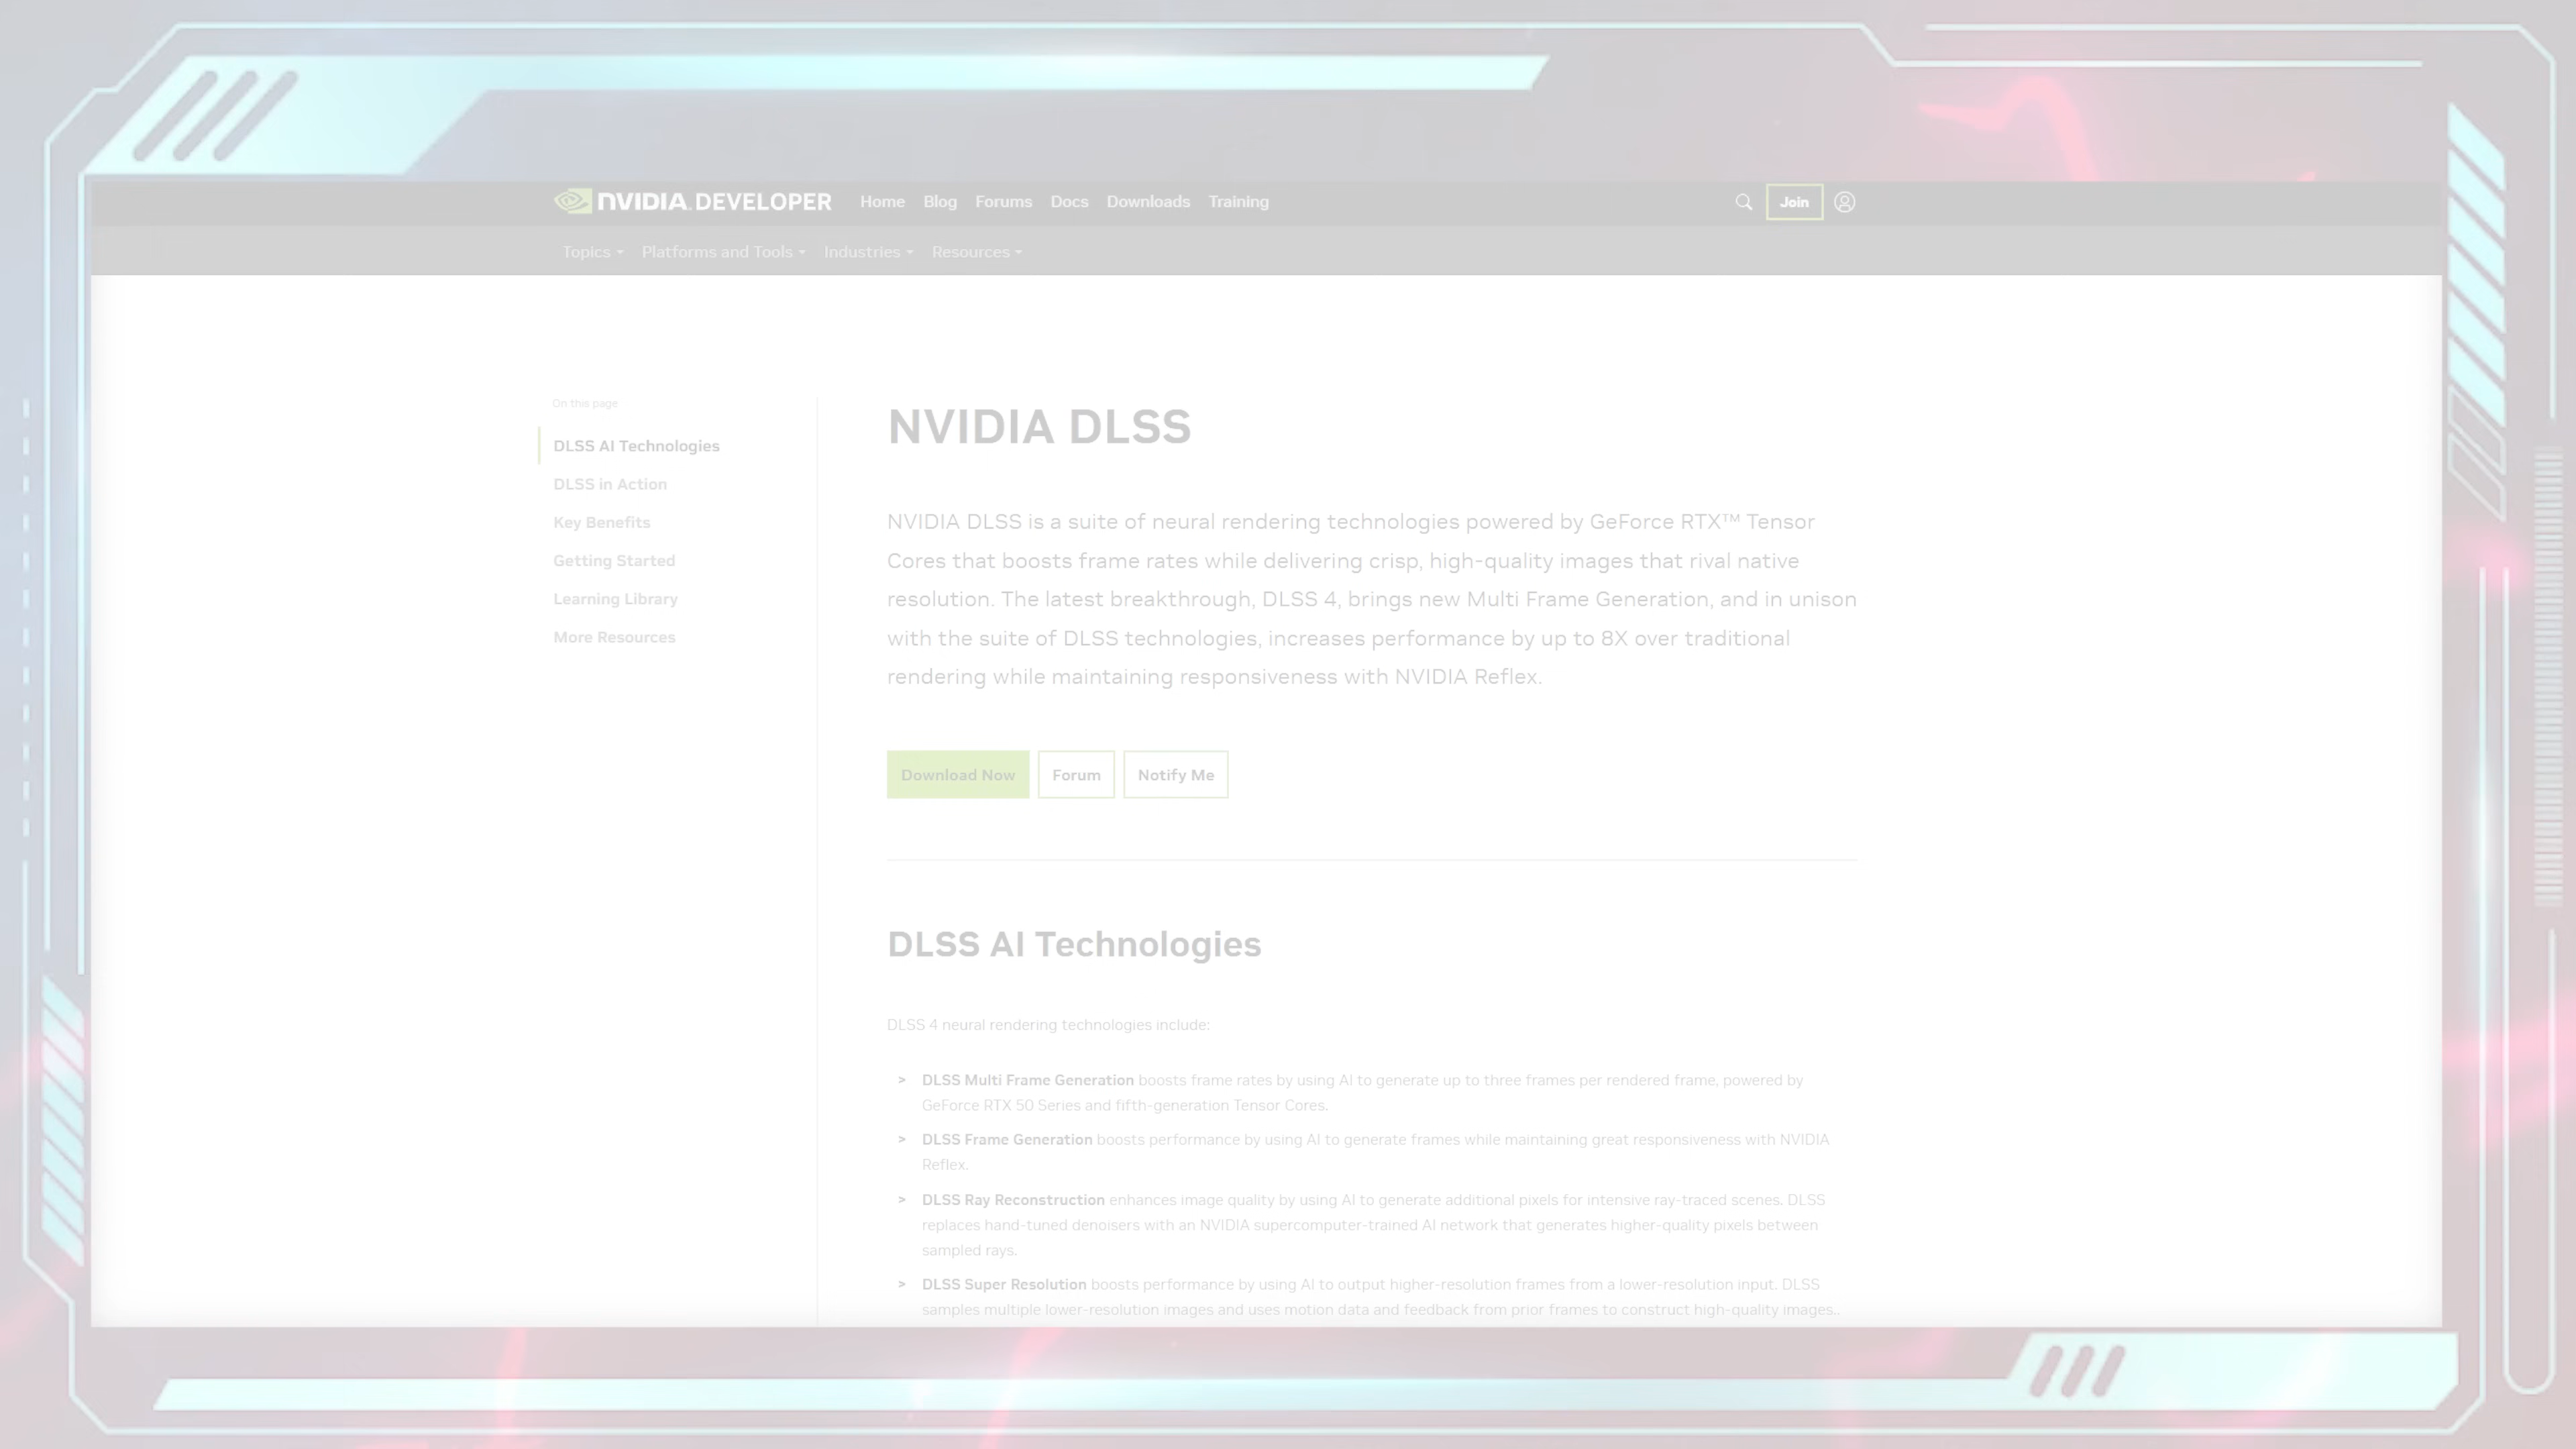 NVIDIA. DEVELOPER Home Blog Forums Docs Downloads Training Join
Topics Platforms and Tools Industries Resources
On this page
DLSS AI Technologies
DLSS in Action
Key Benefits
Getting Started
Learning Library
More Resources
NVIDIA DLSS
NVIDIA DLSS is a suite of neural rendering technologies powered by GeForce RTX™ Tensor
Cores that boosts frame rates while delivering crisp, high-quality images that rival native
resolution. The latest breakthrough, DLSS 4, brings new Multi Frame Generation, and in unison
with the suite of DLSS technologies, increases performance by up to 8X over traditional
rendering while maintaining responsiveness with NVIDIA Reflex.
Download Now Forum Notify Me
DLSS AI Technologies
DLSS 4 neural rendering technologies include:
> DLSS Multi Frame Generation boosts frame rates by using AI to generate up to three frames per rendered frame, powered by
GeForce RTX 50 Series and fifth-generation Tensor Cores.
> DLSS Frame Generation boosts performance by using AI to generate frames while maintaining great responsiveness with NVIDIA
Reflex.
> DLSS Ray Reconstruction enhances image quality by using AI to generate additional pixels for intensive ray-traced scenes. DLSS
replaces hand-tuned denoisers with an NVIDIA supercomputer-trained AI network that generates higher-quality pixels between
sampled rays.
> DLSS Super Resolution boosts performance by using AI to output higher-resolution frames from a lower-resolution input. DLSS
samples multiple lower-resolution images and uses motion data and feedback from prior frames to construct high-quality images..